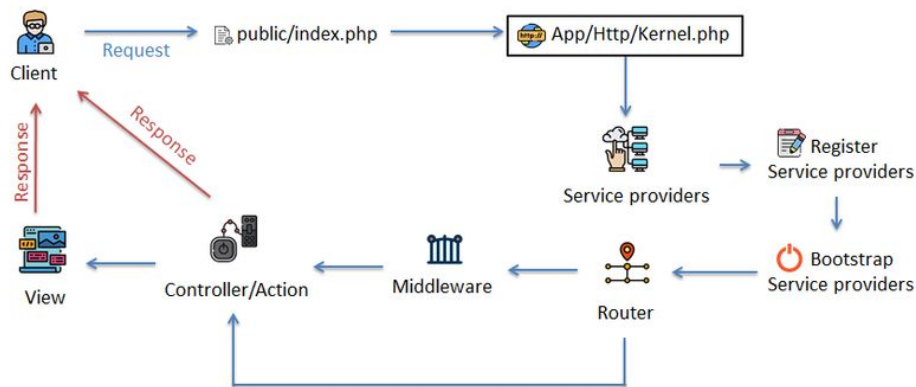 Client
Request
public/index.php
http://
App/Http/Kernel.php
Response
Response
Service providers
Register
Service providers
Bootstrap
Service providers
Router
Middleware
Controller/Action
View